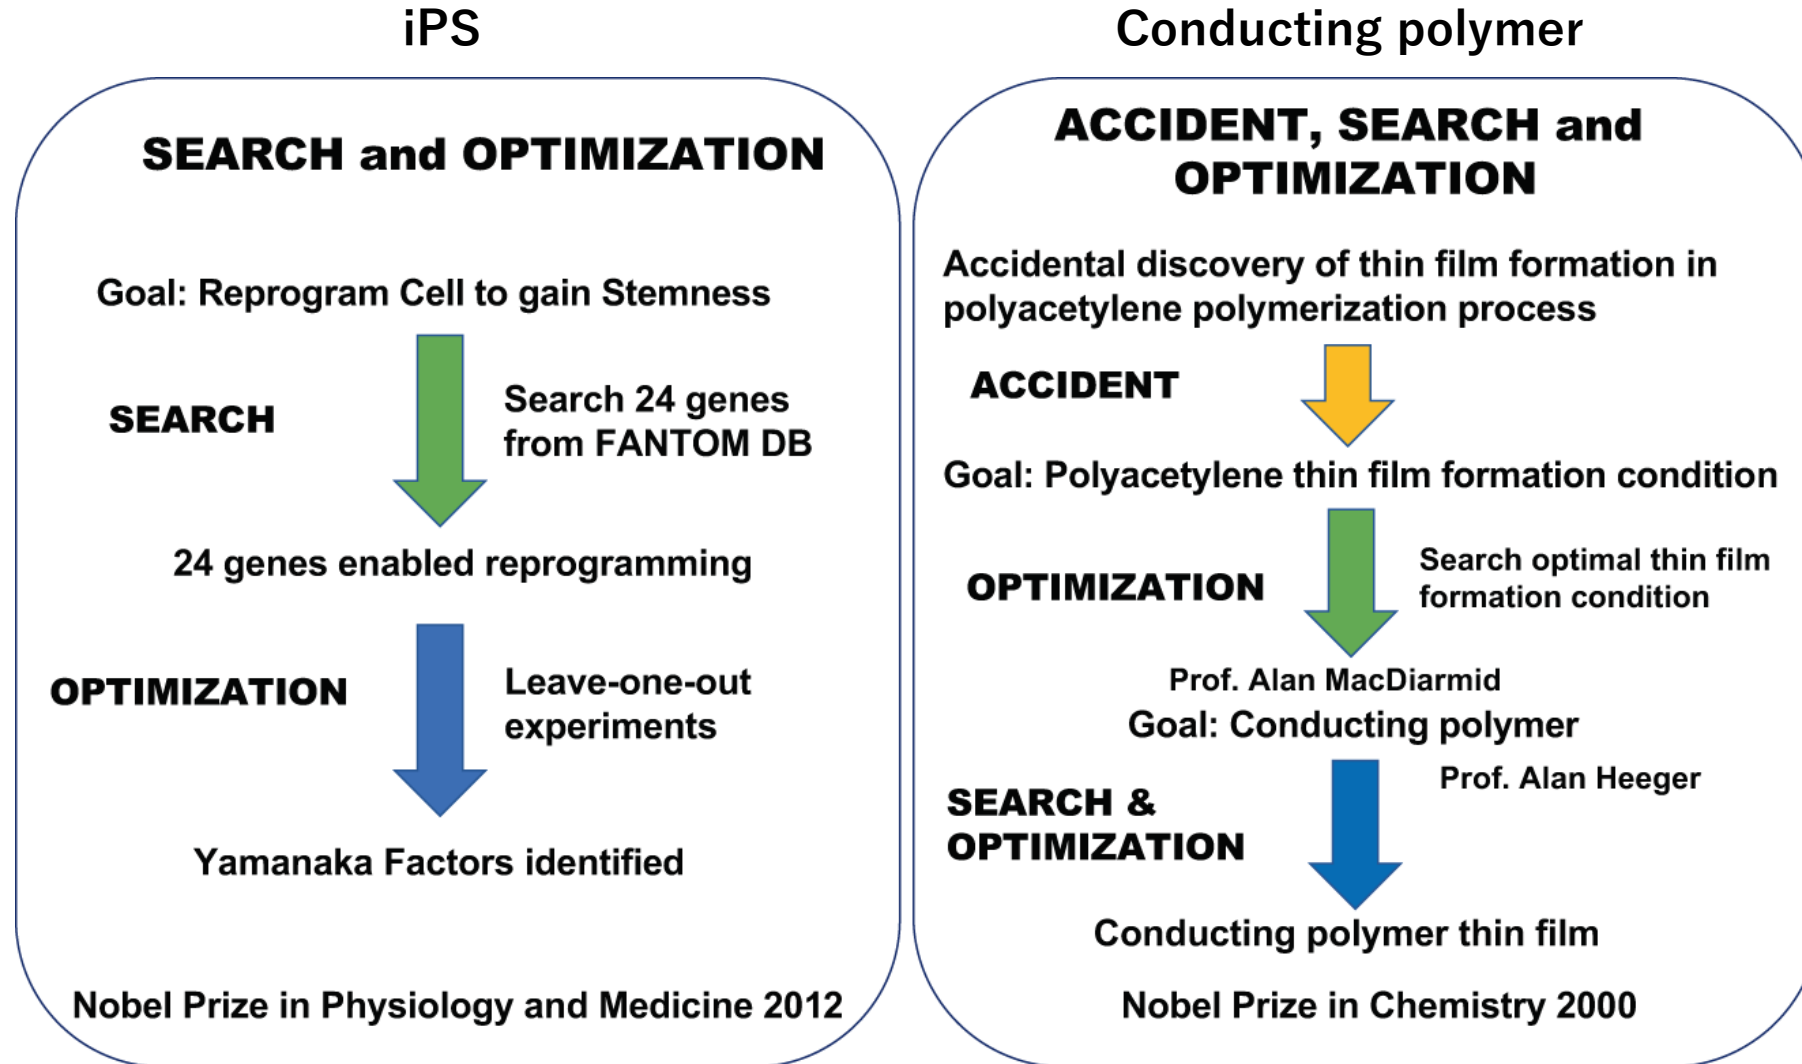 iPS
SEARCH and OPTIMIZATION
Goal: Reprogram Cell to gain Stemness
SEARCH
Search 24 genes
from FANTOM DB
24 genes enabled reprogramming
OPTIMIZATION
Leave-one-out
experiments
Yamanaka Factors identified
Nobel Prize in Physiology and Medicine 2012
Conducting polymer
ACCIDENT, SEARCH and
OPTIMIZATION
Accidental discovery of thin film formation in
polyacetylene polymerization process
ACCIDENT
Goal: Polyacetylene thin film formation condition
OPTIMIZATION
Search optimal thin film
formation condition
Prof. Alan MacDiarmid
Goal: Conducting polymer
Prof. Alan Heeger
SEARCH &
OPTIMIZATION
Conducting polymer thin film
Nobel Prize in Chemistry 2000